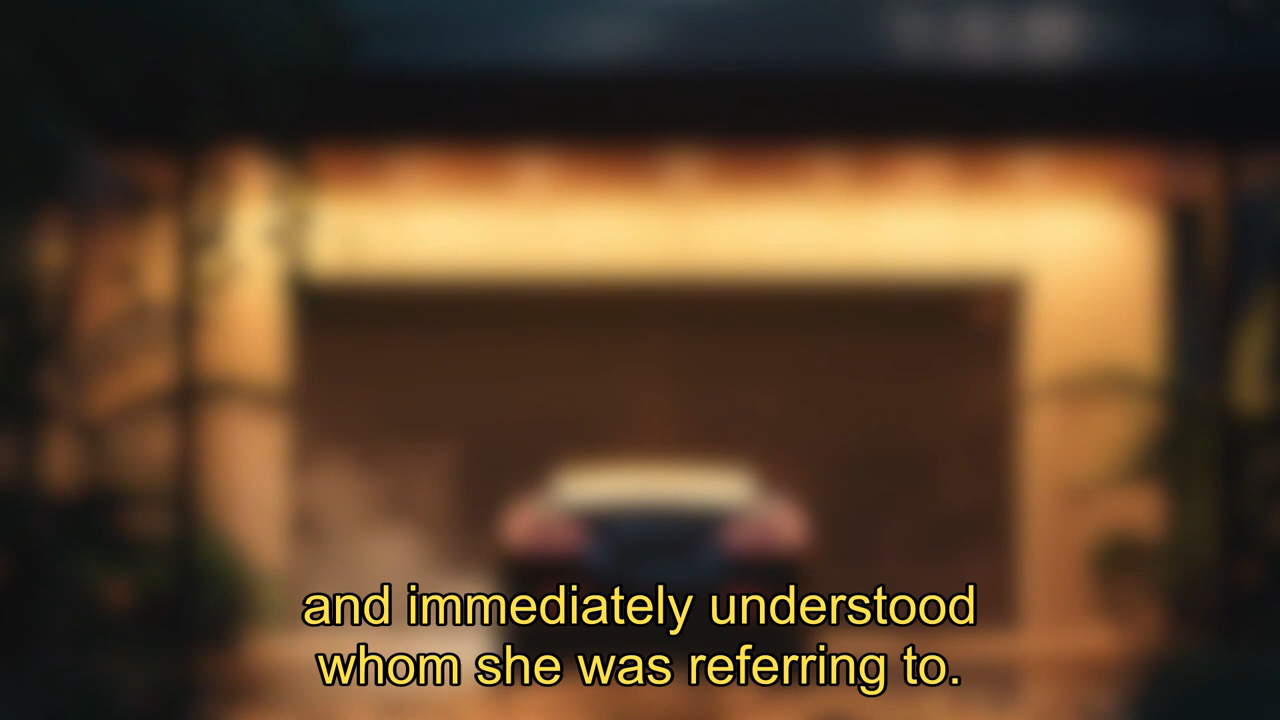 and immediately understood
whom she was referring to.